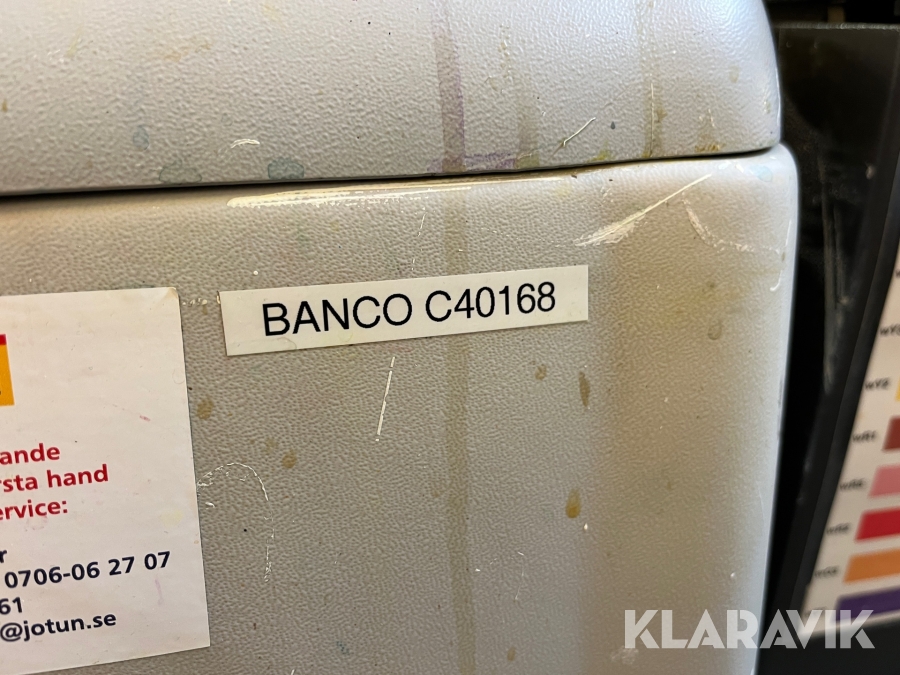 BANCO C40168
ande
rsta hand
ervice:
r
0706-06 27 07
61
@jotun.se
KLARAVIK